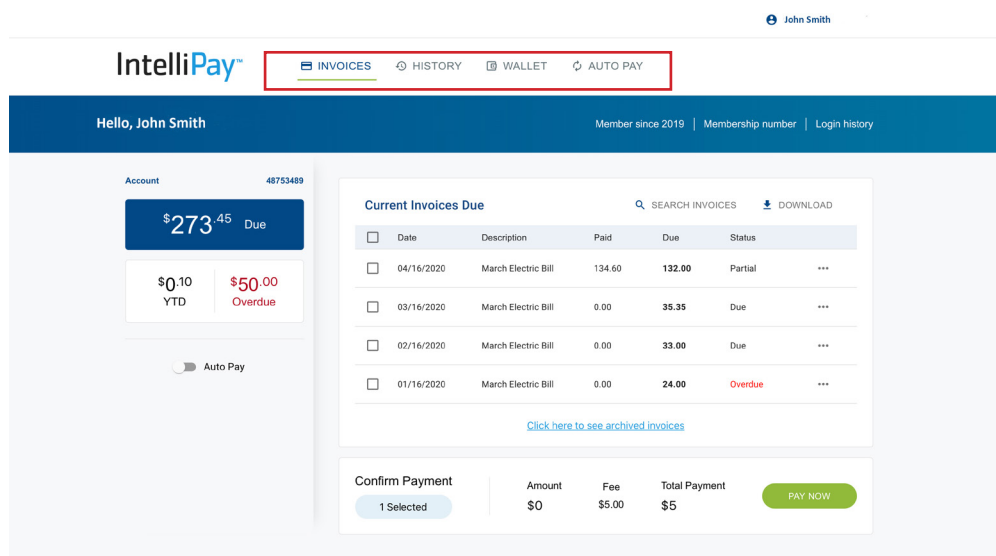 John Smith
IntelliPay™
INVOICES HISTORY WALLET AUTO PAY
Hello, John Smith
Member since 2019 | Membership number | Login history
Account 48753489
$273.45 Due
$0.10 YTD
$50.00 Overdue
Auto Pay
Current Invoices Due SEARCH INVOICES DOWNLOAD
Date Description Paid Due Status
04/16/2020 March Electric Bill 134.60 132.00 Partial ...
03/16/2020 March Electric Bill 0.00 35.35 Due ...
02/16/2020 March Electric Bill 0.00 33.00 Due ...
01/16/2020 March Electric Bill 0.00 24.00 Overdue ...
Click here to see archived invoices
Confirm Payment
1 Selected
Amount Fee Total Payment
$0 $5.00 $5
PAY NOW